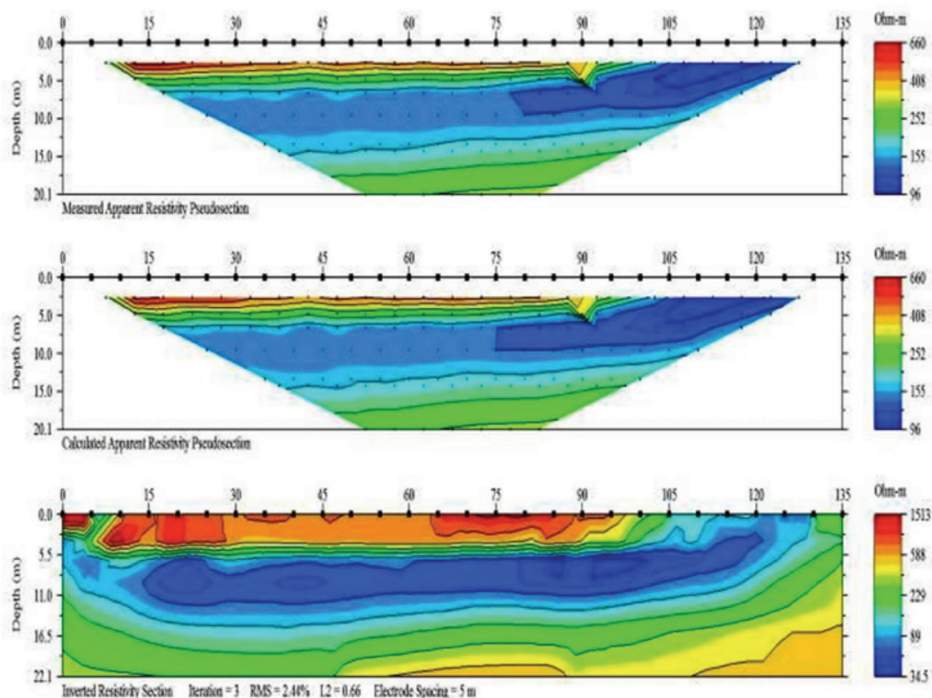 Ohm-m
0 15 30 45 60 75 90 105 120 135
0.0 660
5.0 408
10.0 252
15.0 155
20.1 96
Depth (m)
Measured Apparent Resistivity Pseudosection
Ohm-m
0 15 30 45 60 75 90 105 120 135
0.0 660
5.0 408
10.0 252
15.0 155
20.1 96
Depth (m)
Calculated Apparent Resistivity Pseudosection
Ohm-m
0 15 30 45 60 75 90 105 120 135
0.0 1513
5.5 588
11.0 229
16.5 89
22.1 34.5
Depth (m)
Inverted Resistivity Section Iteration = 3 RMS = 2.44% L2 = 0.66 Electrode Spacing = 5 m